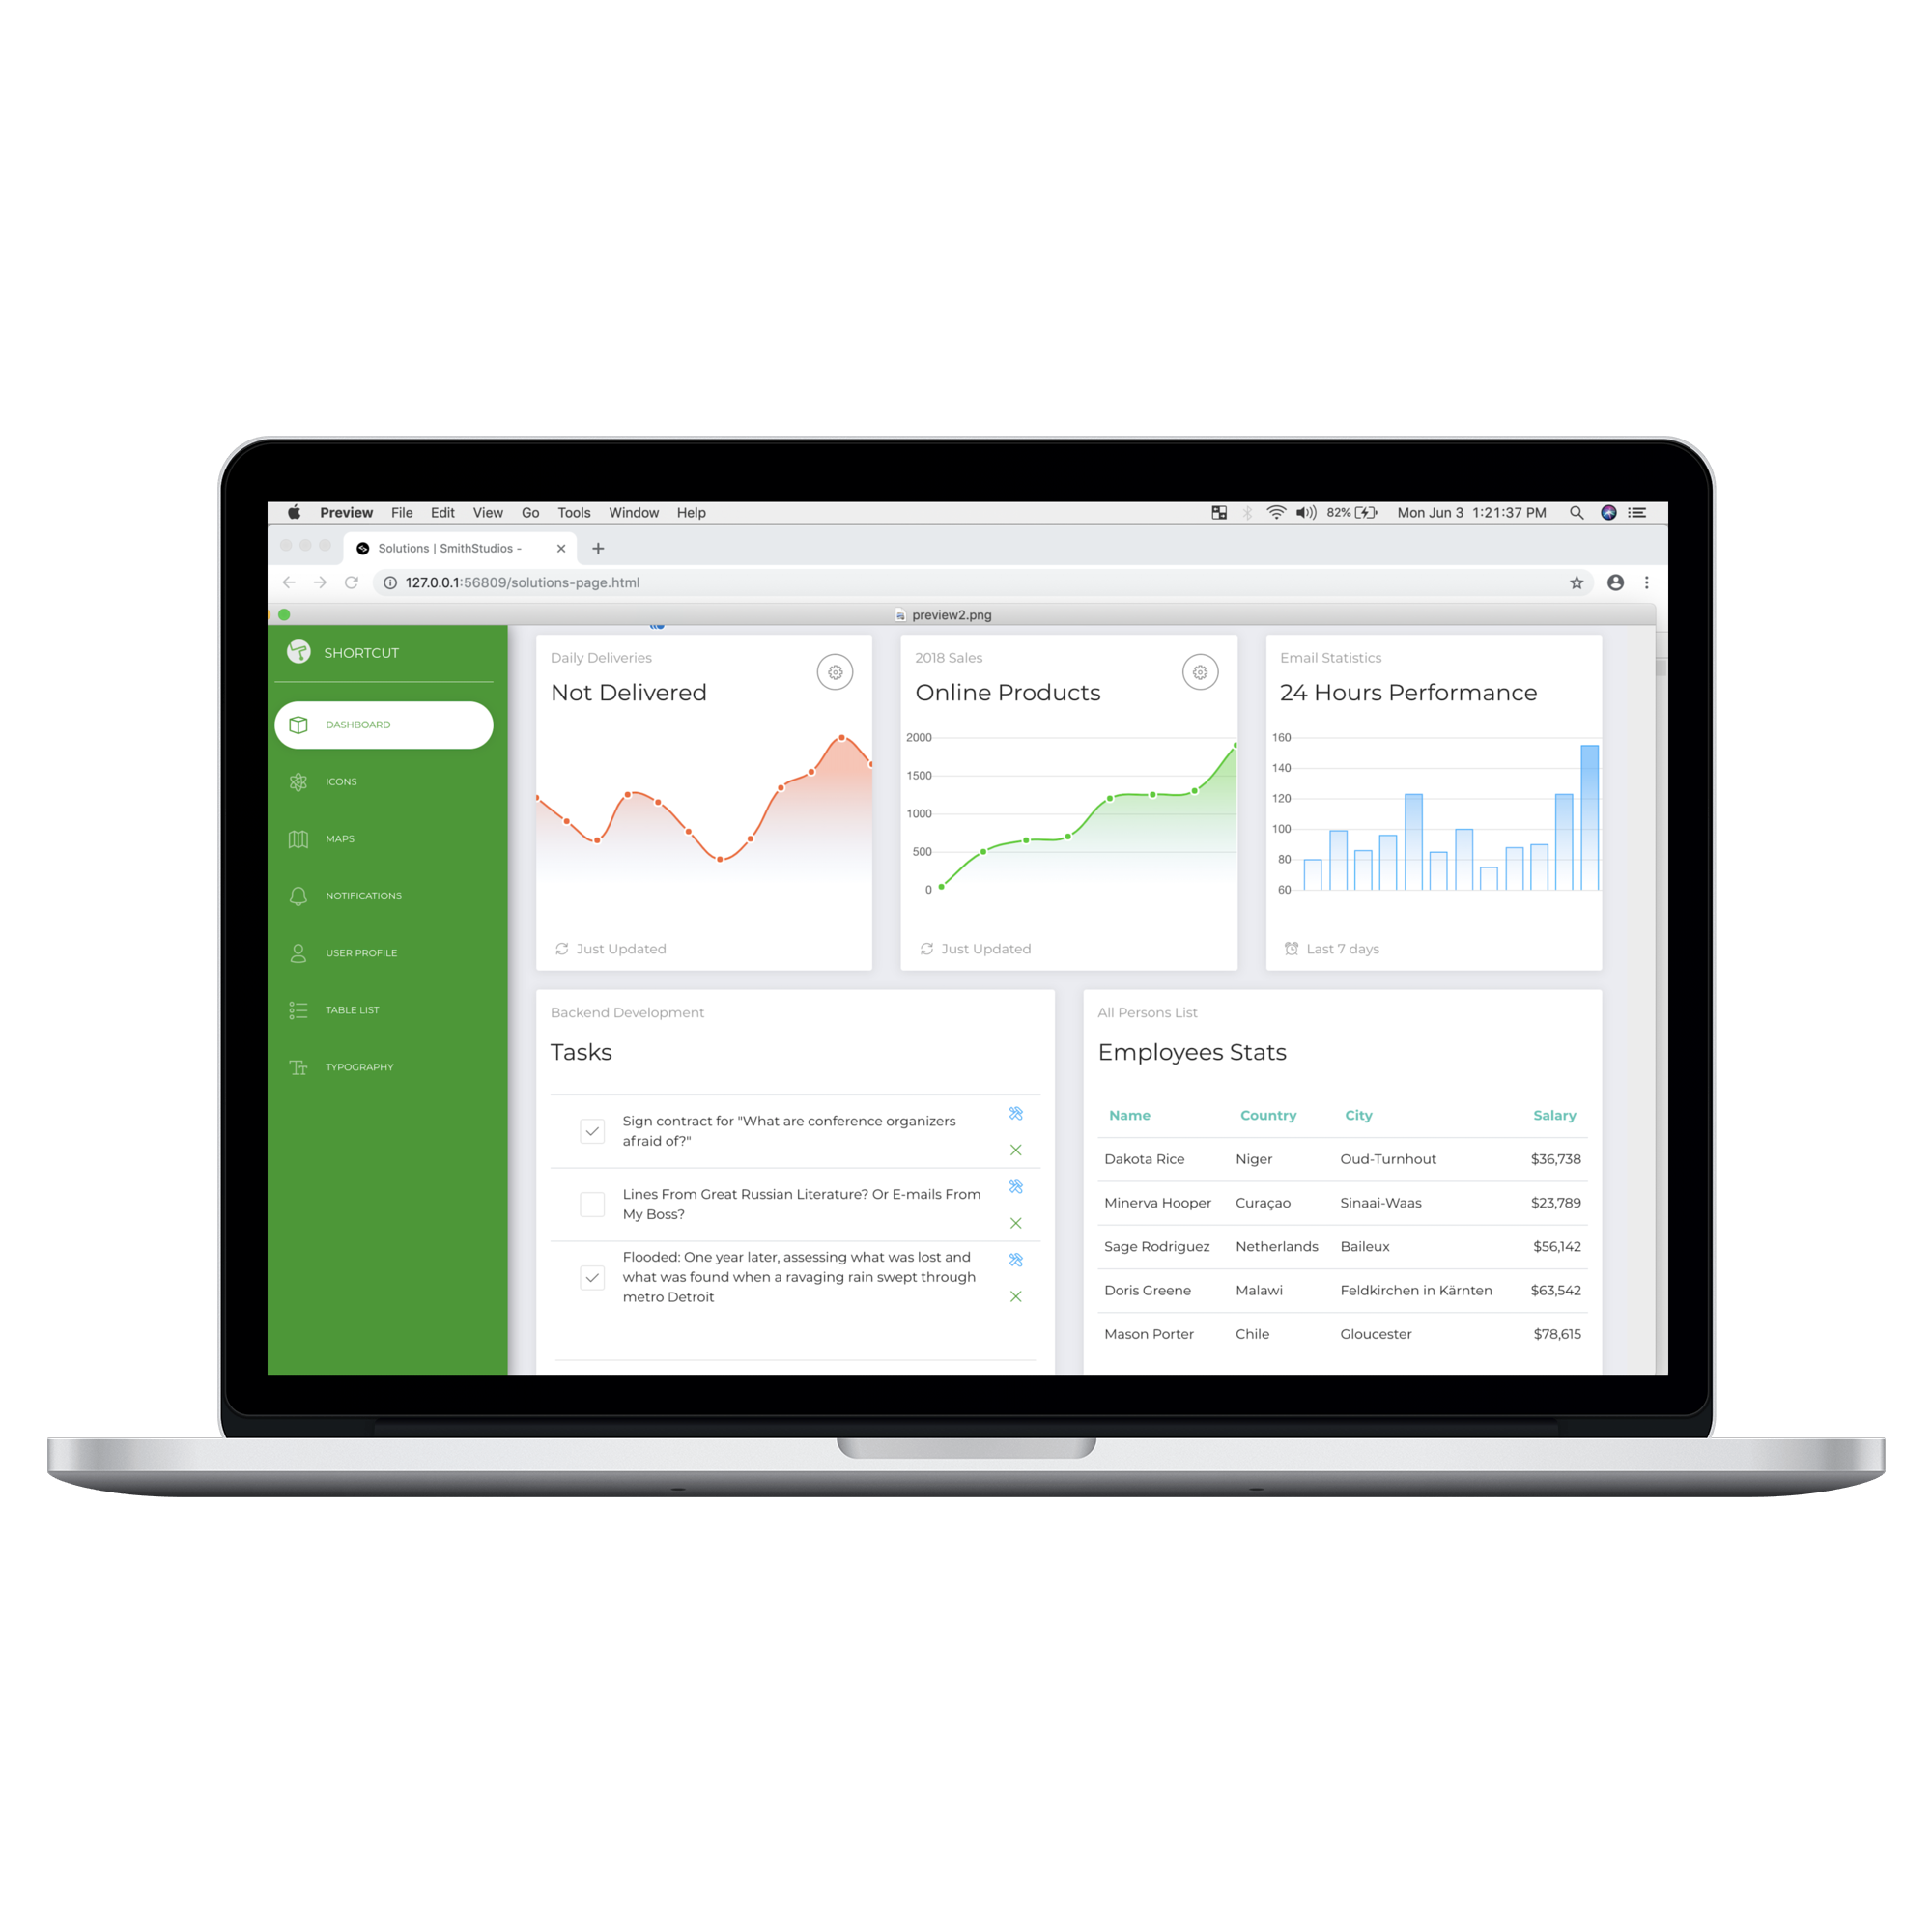 Preview File Edit View Go Tools Window Help 82% Mon Jun 3 1:21:37 PM
Solutions | SmithStudios -
127.0.0.1:56809/solutions-page.html
preview2.png
SHORTCUT
DASHBOARD
ICONS
MAPS
NOTIFICATIONS
USER PROFILE
TABLE LIST
TYPOGRAPHY
Daily Deliveries
Not Delivered
Just Updated
2018 Sales
Online Products
2000
1500
1000
500
0
Just Updated
Email Statistics
24 Hours Performance
160
140
120
100
80
60
Last 7 days
Backend Development
Tasks
Sign contract for "What are conference organizers
afraid of?"
Lines From Great Russian Literature? Or E-mails From
My Boss?
Flooded: One year later, assessing what was lost and
what was found when a ravaging rain swept through
metro Detroit
All Persons List
Employees Stats
Name Country City Salary
Dakota Rice Niger Oud-Turnhout $36,738
Minerva Hooper Curaçao Sinaai-Waas $23,789
Sage Rodriguez Netherlands Baileux $56,142
Doris Greene Malawi Feldkirchen in Kärnten $63,542
Mason Porter Chile Gloucester $78,615